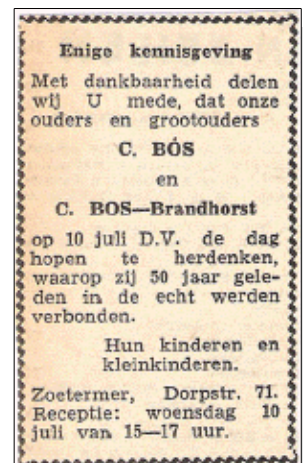 Enige kennisgeving
Met dankbaarheid delen
wij U mede, dat onze
ouders en grootouders
C. BÓS
en
C. BOS—Brandhorst
op 10 juli D.V. de dag
hopen te herdenken,
waarop zij 50 jaar gele-
den in de echt werden
verbonden.
Hun kinderen en
kleinkinderen.
Zoetermer, Dorpstr. 71.
Receptie: woensdag 10
juli van 15—17 uur.